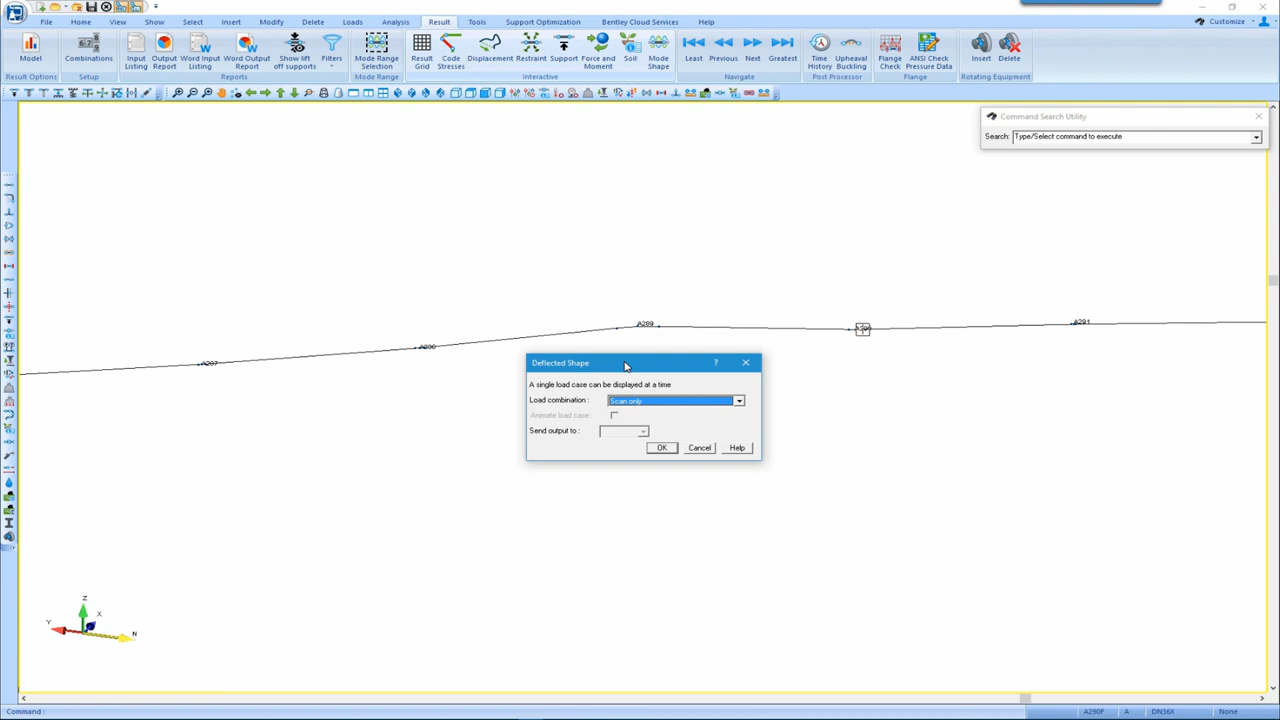 File Home View Show Select Insert Modify Delete Loads Analysis Result Tools Support Optimization Bentley Cloud Services Help Customize
Model Combinations Input Listing Output Report Word Input Listing Word Output Report Show lift off supports Filters Mode Range Selection Result Grid Code Stresses Displacement Restraint Support Force and Moment Soil Mode Shape Least Previous Next Greatest Time History Upheaval Buckling Flange Check ANSI Check Pressure Data Insert Delete
Result Options Setup Reports Mode Range Interactive Navigate Post Processor Flange Rotating Equipment
Command Search Utility
Search: Type/Select command to execute
A289
A291
A207
Deflected Shape
A single load case can be displayed at a time
Load combination : Scan only
Animate load case :
Send output to :
OK Cancel Help
Z
X
Y
N
Command : A290F A DN36X None